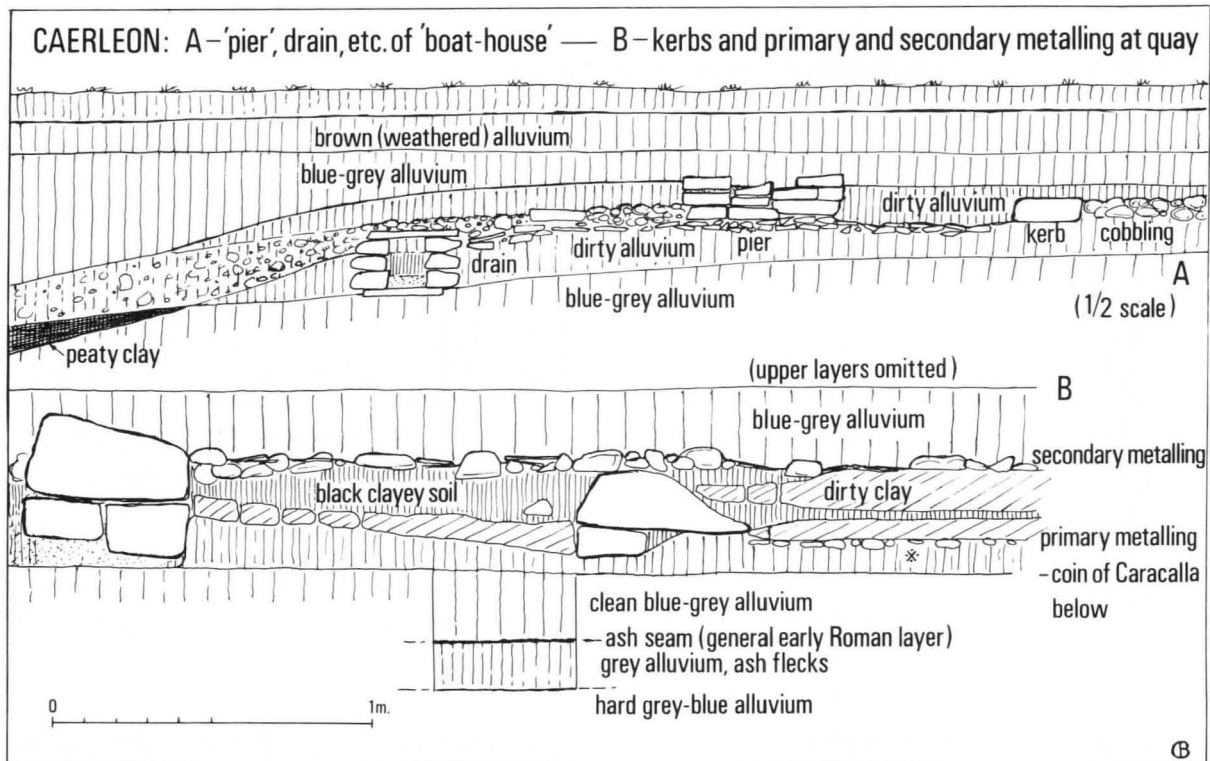 CAERLEON: A–'pier', drain, etc. of 'boat-house' — B–kerbs and primary and secondary metalling at quay
brown (weathered) alluvium
blue-grey alluvium
dirty alluvium
drain
dirty alluvium
pier
kerb
cobbling
blue-grey alluvium
A
(1/2 scale)
peaty clay
(upper layers omitted)
B
blue-grey alluvium
secondary metalling
black clayey soil
dirty clay
primary metalling
-coin of Caracalla
below
clean blue-grey alluvium
ash seam (general early Roman layer)
grey alluvium, ash flecks
hard grey-blue alluvium
0 1m.